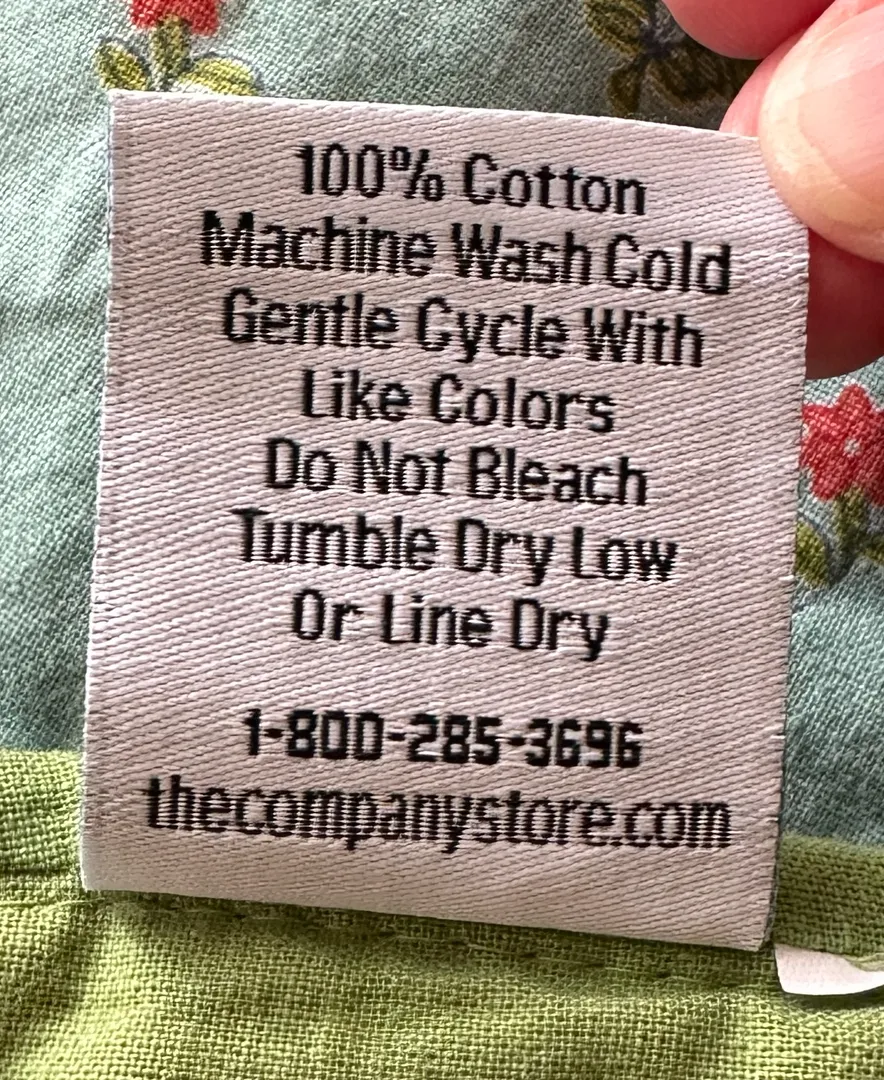 100% Cotton
Machine Wash Cold
Gentle Cycle With
Like Colors
Do Not Bleach
Tumble Dry Low
Or Line Dry
1-800-285-3696
thecompanystore.com